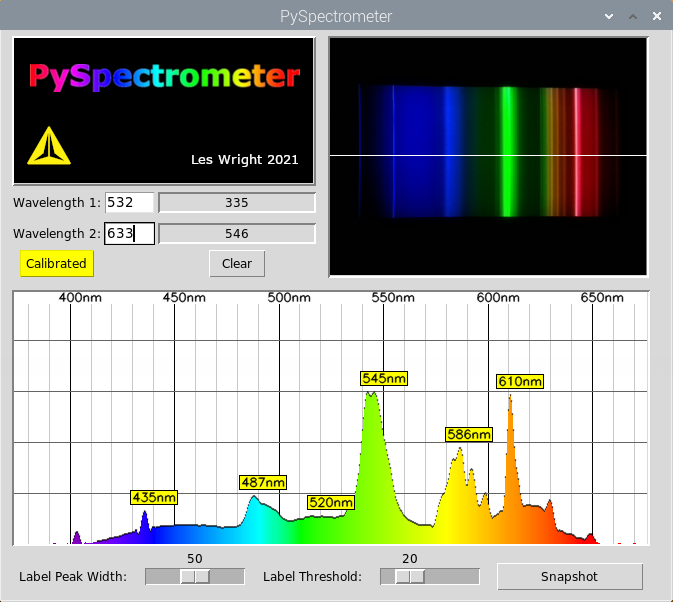 PySpectrometer
PySpectrometer
Les Wright 2021
Wavelength 1: 532 335
Wavelength 2: 633 546
Calibrated Clear
400nm 450nm 500nm 550nm 600nm 650nm
545nm 610nm
586nm
487nm
435nm 520nm
50 20
Label Peak Width: Label Threshold: Snapshot